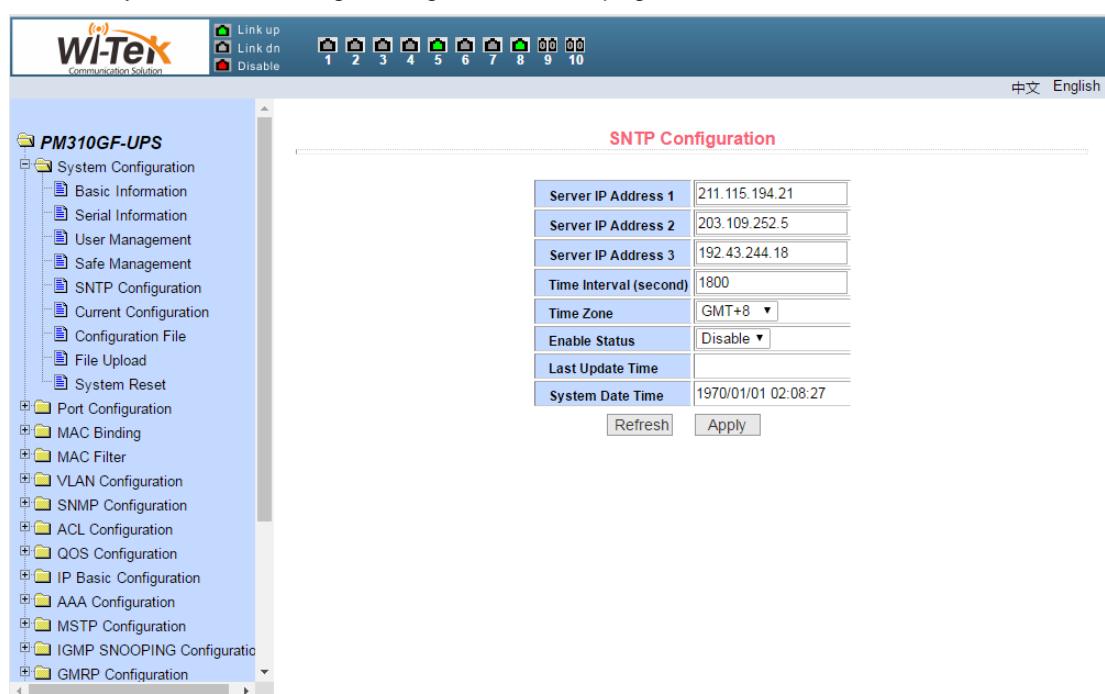 WI-Tek
Communication Solution
Link up
Link dn
Disable
1 2 3 4 5 6 7 8 9 10
中文 English
PM310GF-UPS
System Configuration
Basic Information
Serial Information
User Management
Safe Management
SNTP Configuration
Current Configuration
Configuration File
File Upload
System Reset
Port Configuration
MAC Binding
MAC Filter
VLAN Configuration
SNMP Configuration
ACL Configuration
QOS Configuration
IP Basic Configuration
AAA Configuration
MSTP Configuration
IGMP SNOOPING Configuratio
GMRP Configuration
SNTP Configuration
Server IP Address 1 211.115.194.21
Server IP Address 2 203.109.252.5
Server IP Address 3 192.43.244.18
Time Interval (second) 1800
Time Zone GMT+8
Enable Status Disable
Last Update Time
System Date Time 1970/01/01 02:08:27
Refresh Apply